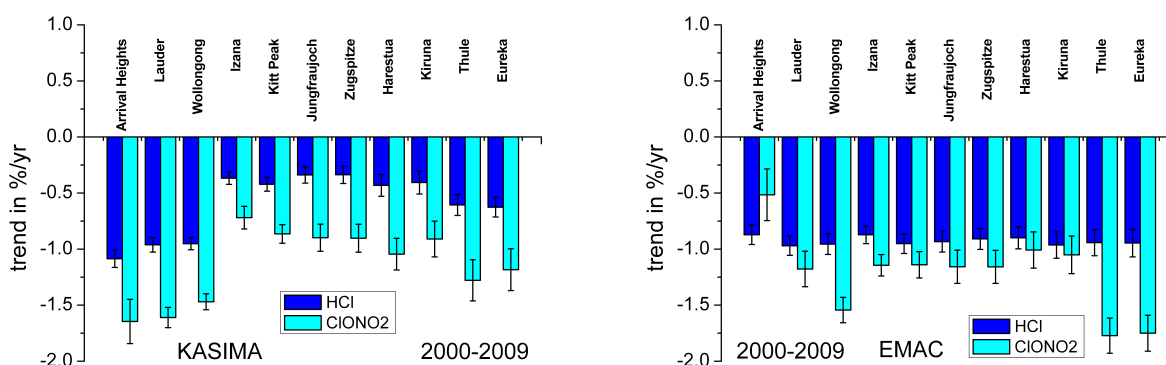 1.0
0.5
0.0
-0.5
-1.0
-1.5
-2.0
trend in %/yr
Arrival Heights
Lauder
Wollongong
Izana
Kitt Peak
Jungfraujoch
Zugspitze
Harestua
Kiruna
Thule
Eureka
HCl
ClONO2
KASIMA
2000-2009
1.0
0.5
0.0
-0.5
-1.0
-1.5
-2.0
trend in %/yr
Arrival Heights
Lauder
Wollongong
Izana
Kitt Peak
Jungfraujoch
Zugspitze
Harestua
Kiruna
Thule
Eureka
HCl
ClONO2
2000-2009
EMAC